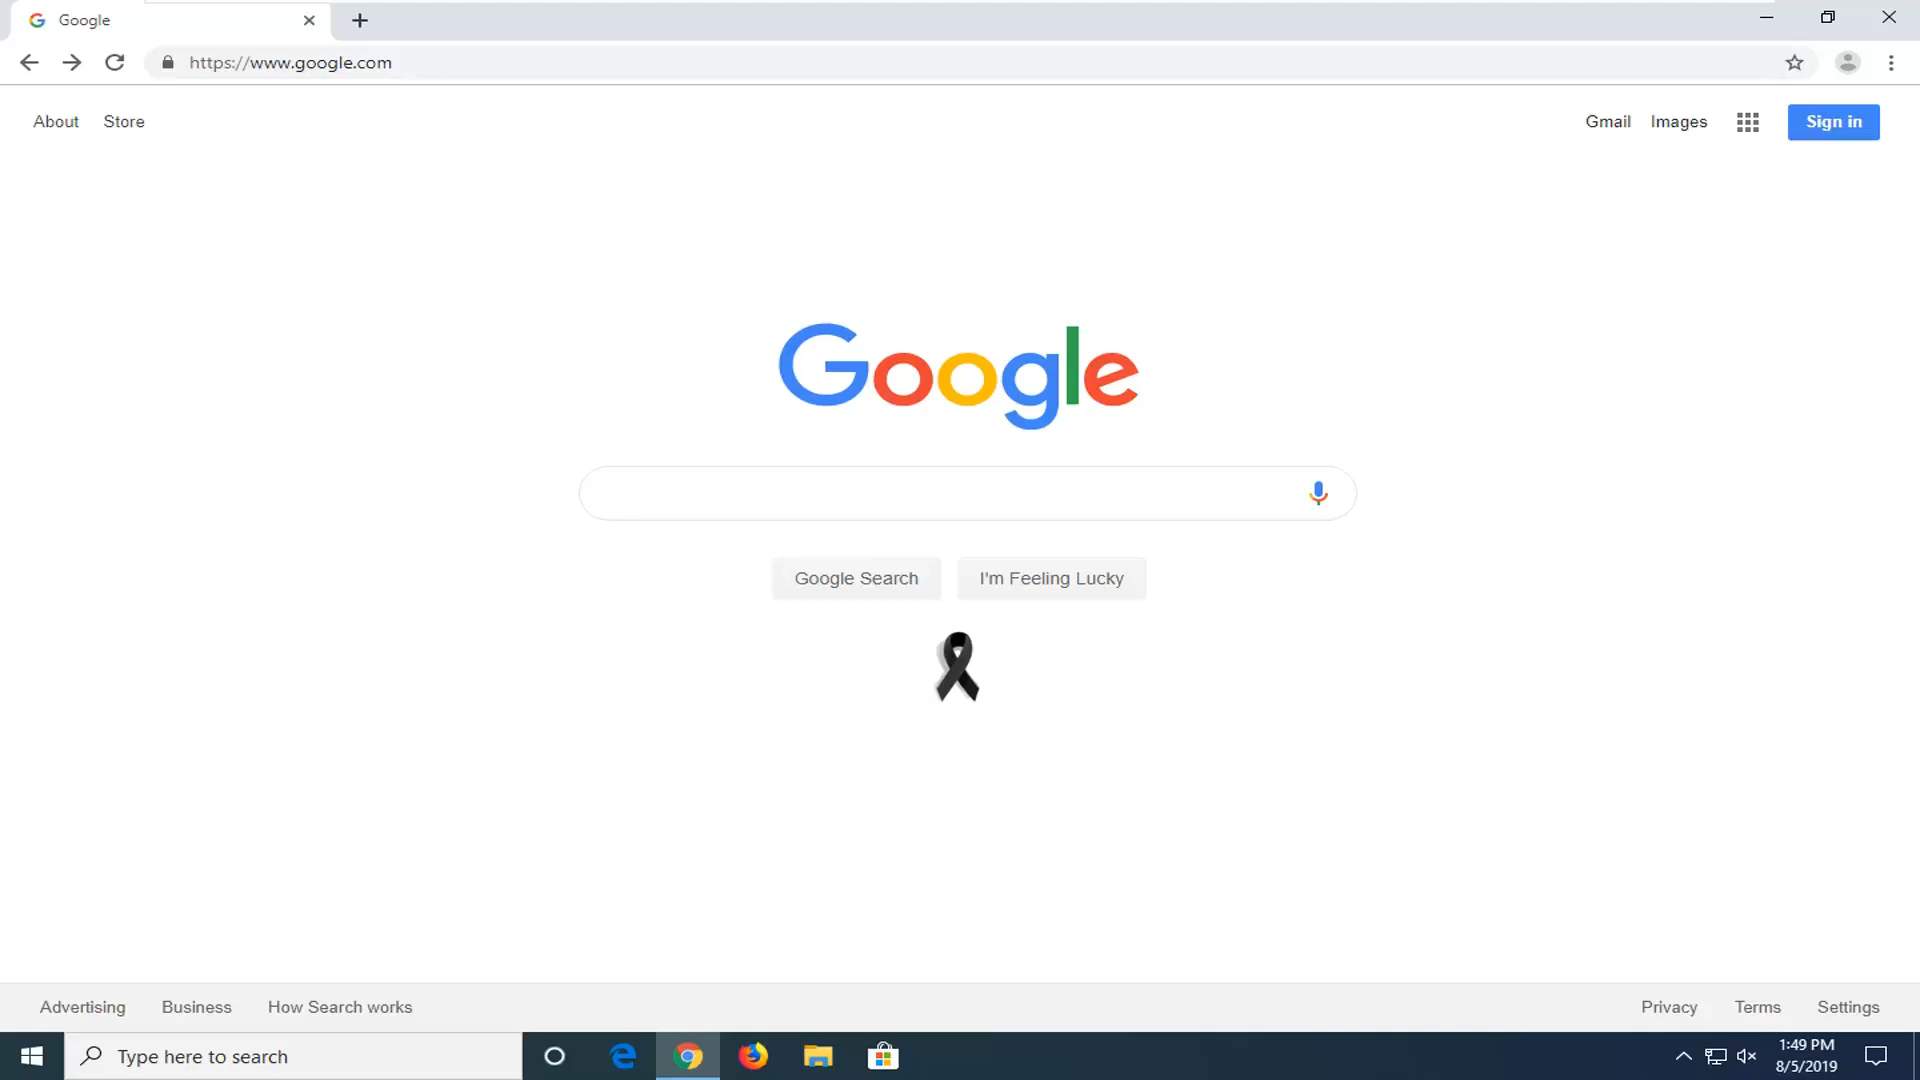 Google
https://www.google.com
About Store
Gmail Images Sign in
Google
Google Search I'm Feeling Lucky
Advertising Business How Search works
Privacy Terms Settings
Type here to search
1:49 PM
8/5/2019